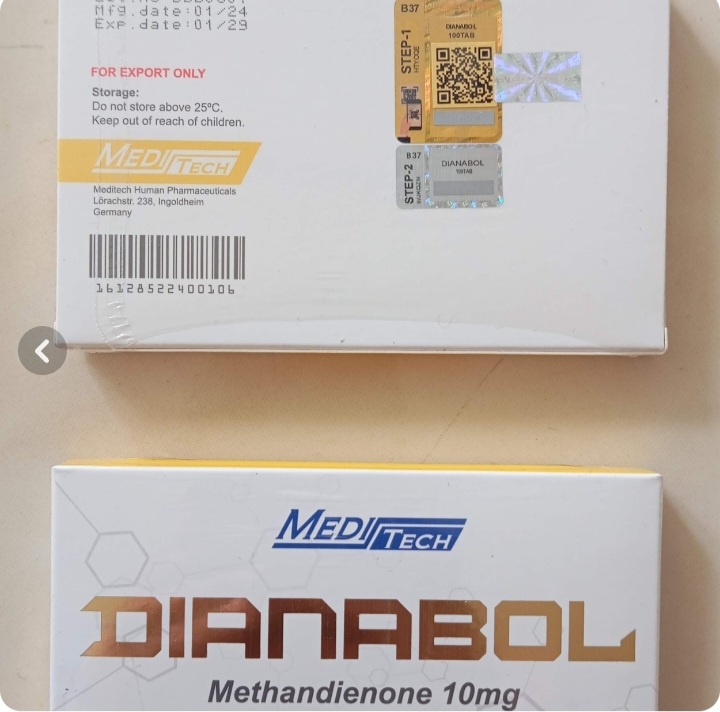 Mfg.date:01/24
Exp.date:01/29
FOR EXPORT ONLY
Storage:
Do not store above 25ºC.
Keep out of reach of children.
MEDITECH
Meditech Human Pharmaceuticals
Lörachstr. 238, Ingoldheim
Germany
16128522400106
B37
STEP-1
DIANABOL
100TAB
B37
STEP-2
DIANABOL
100TAB
MEDITECH
DIANABOL
Methandienone 10mg